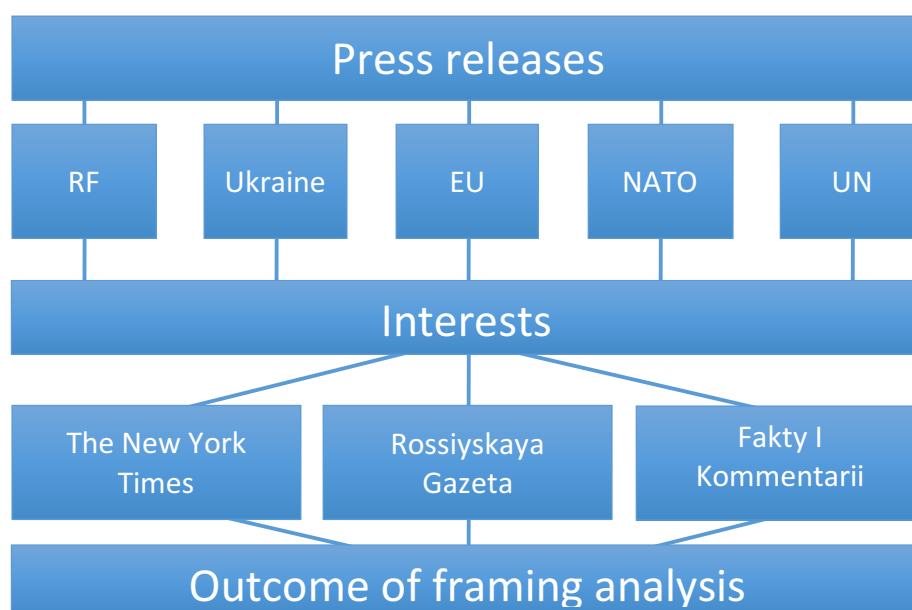 Press releases
RF
Ukraine
EU
NATO
UN
Interests
The New York
Times
Rossiyskaya
Gazeta
Fakty I
Kommentarii
Outcome of framing analysis